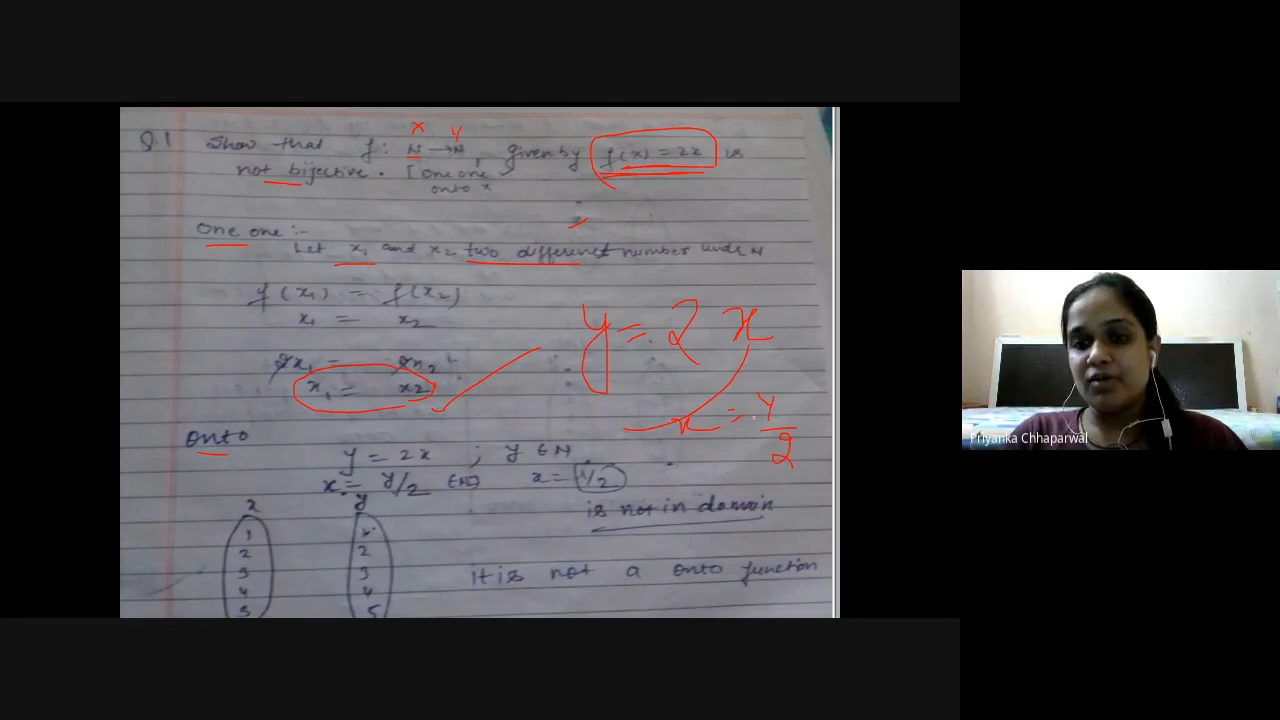 Q.1 Show that f: N → N, given by f(x) = 2x is
X Y
not bijective. [one one
onto x
One one :-
Let x₁ and x₂ two different number under N
f(x₁) = f(x₂)
x₁ = x₂
2x₁ = 2x₂
x₁ = x₂
y = 2x
x = y/2
Onto
y = 2x ; y ∈ N
x = y/2 x = 1/2
is not in domain
x y
1
2 2
3 3
4 4
5 5
it is not a onto function
Priyanka Chhaparwal